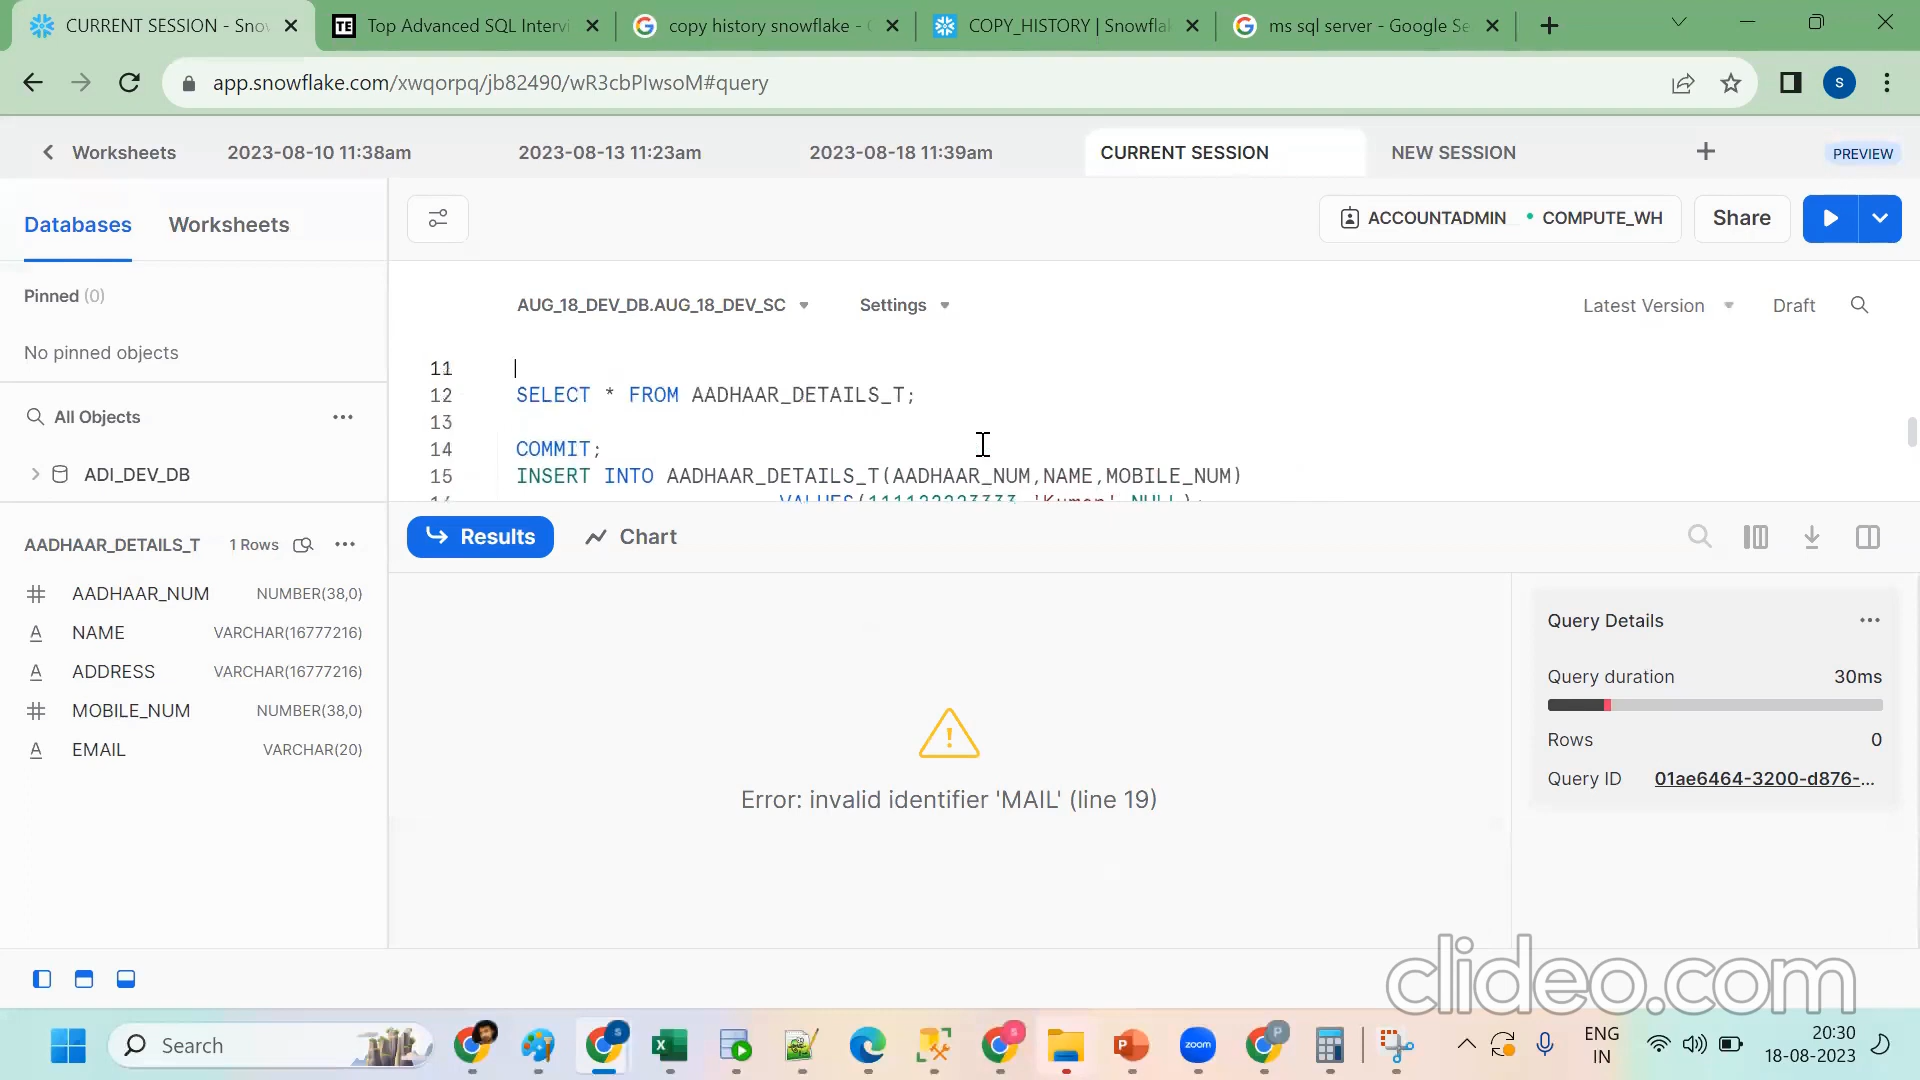 CURRENT SESSION - Snow
Top Advanced SQL Intervi
copy history snowflake -
COPY_HISTORY | Snowflak
ms sql server - Google Se
app.snowflake.com/xwqorpq/jb82490/wR3cbPIwsoM#query
S
Worksheets
2023-08-10 11:38am
2023-08-13 11:23am
2023-08-18 11:39am
CURRENT SESSION
NEW SESSION
PREVIEW
Databases
Worksheets
ACCOUNTADMIN
COMPUTE_WH
Share
Pinned (0)
No pinned objects
All Objects
ADI_DEV_DB
AUG_18_DEV_DB.AUG_18_DEV_SC
Settings
Latest Version
Draft
11
12 SELECT * FROM AADHAAR_DETAILS_T;
13
14 COMMIT;
15 INSERT INTO AADHAAR_DETAILS_T(AADHAAR_NUM,NAME,MOBILE_NUM)
AADHAAR_DETAILS_T 1 Rows
AADHAAR_NUM NUMBER(38,0)
NAME VARCHAR(16777216)
ADDRESS VARCHAR(16777216)
MOBILE_NUM NUMBER(38,0)
EMAIL VARCHAR(20)
Results
Chart
Error: invalid identifier 'MAIL' (line 19)
Query Details
Query duration 30ms
Rows 0
Query ID 01ae6464-3200-d876-...
clideo.com
Search
zoom
ENG
IN
20:30
18-08-2023